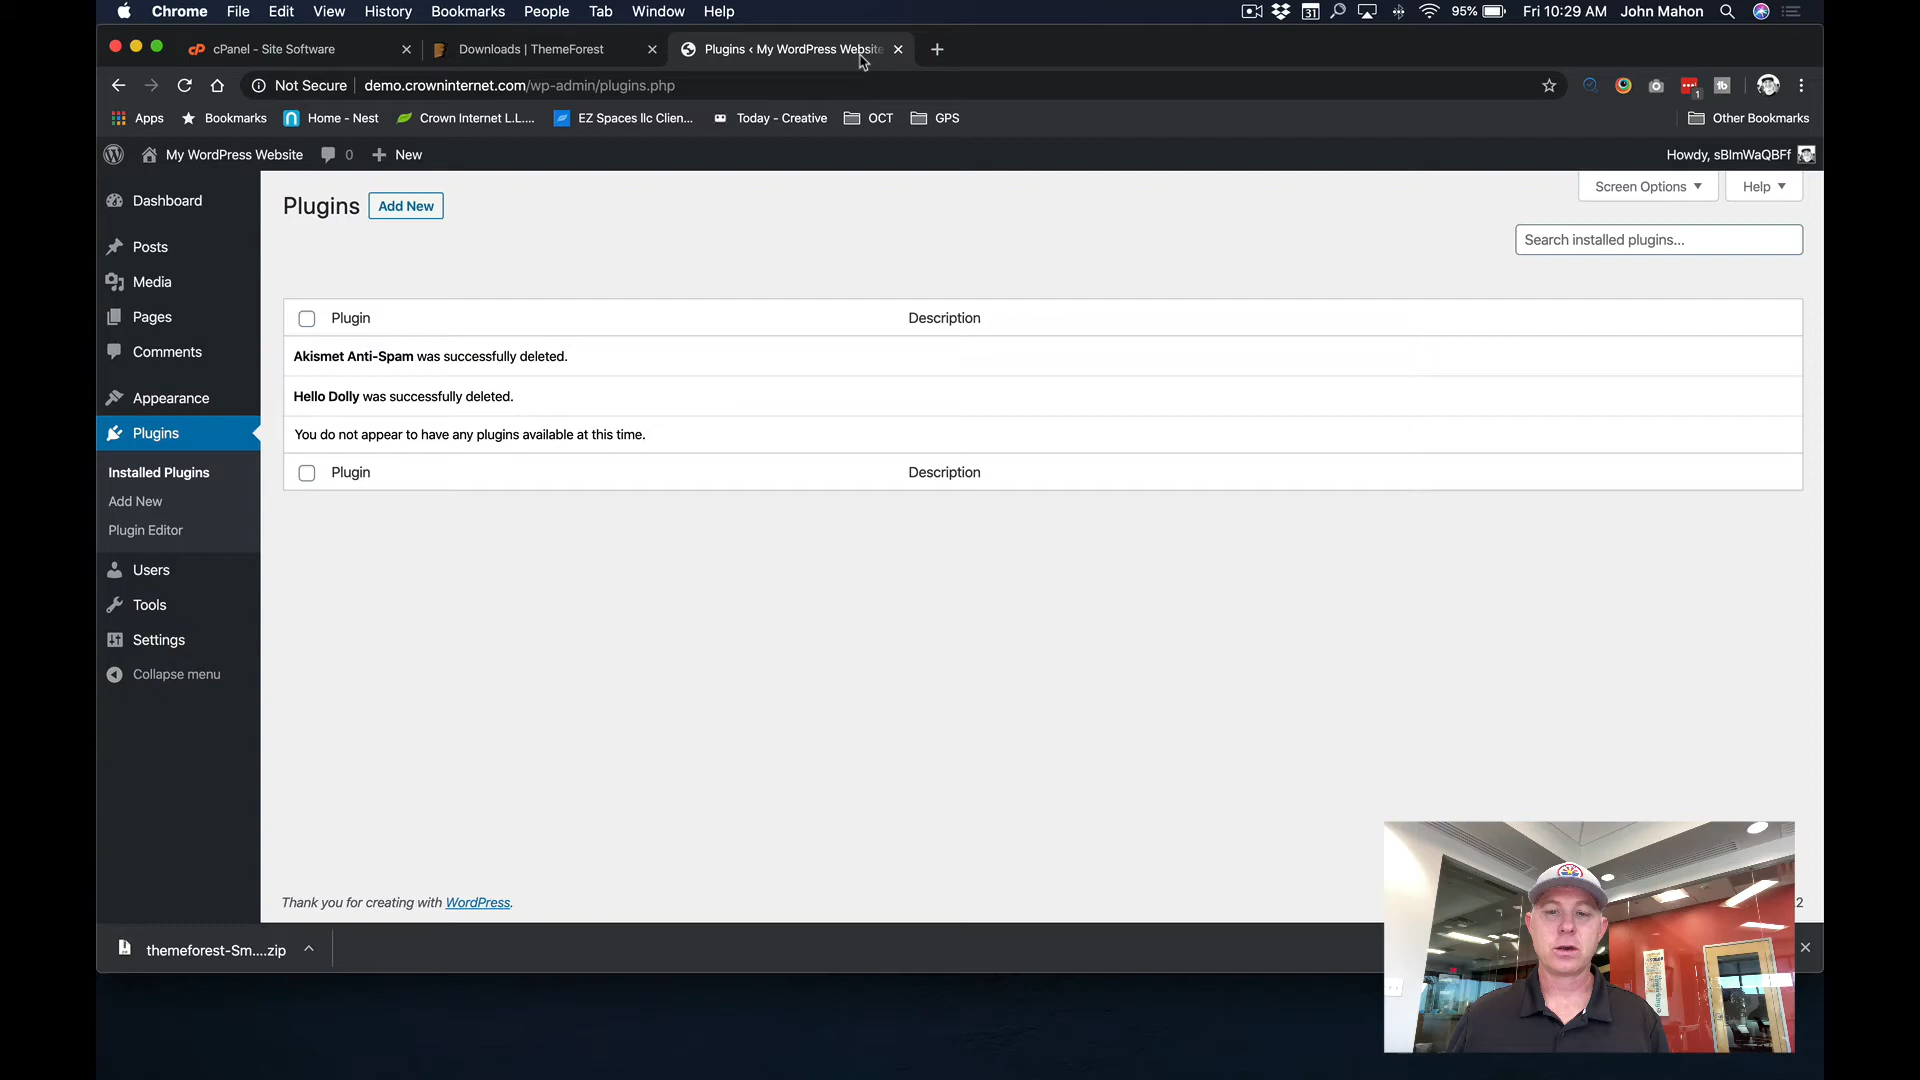 Chrome File Edit View History Bookmarks People Tab Window Help 95% Fri 10:29 AM John Mahon
cPanel - Site Software Downloads | ThemeForest Plugins ‹ My WordPress Website
Not Secure demo.crowninternet.com/wp-admin/plugins.php
Apps Bookmarks Home - Nest Crown Internet L.L.... EZ Spaces llc Clien... Today - Creative OCT GPS Other Bookmarks
My WordPress Website 0 New Howdy, sBlmWaQBFf
Screen Options Help
Plugins Add New
Search installed plugins...
Dashboard
Posts
Media
Pages
Comments
Appearance
Plugins
Installed Plugins
Add New
Plugin Editor
Users
Tools
Settings
Collapse menu
Plugin Description
Akismet Anti-Spam was successfully deleted.
Hello Dolly was successfully deleted.
You do not appear to have any plugins available at this time.
Plugin Description
Thank you for creating with WordPress.
2
themeforest-Sm....zip